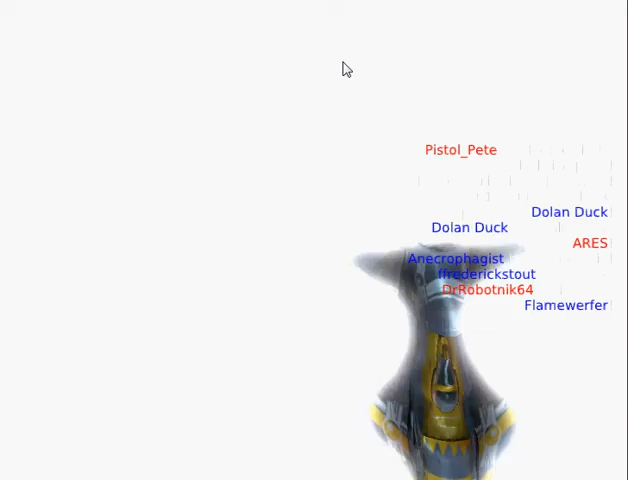 Pistol_Pete
Dolan Duck
Dolan Duck
ARES
Anecrophagist
ffrederickstout
DrRobotnik64
Flamewerfer